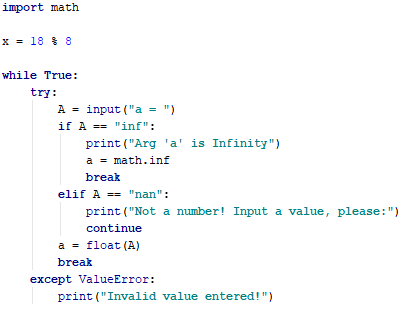 import math
x = 18 % 8
while True:
    try:
        A = input("a = ")
        if A == "inf":
            print("Arg 'a' is Infinity")
            a = math.inf
            break
        elif A == "nan":
            print("Not a number! Input a value, please:")
            continue
        a = float(A)
        break
    except ValueError:
        print("Invalid value entered!")